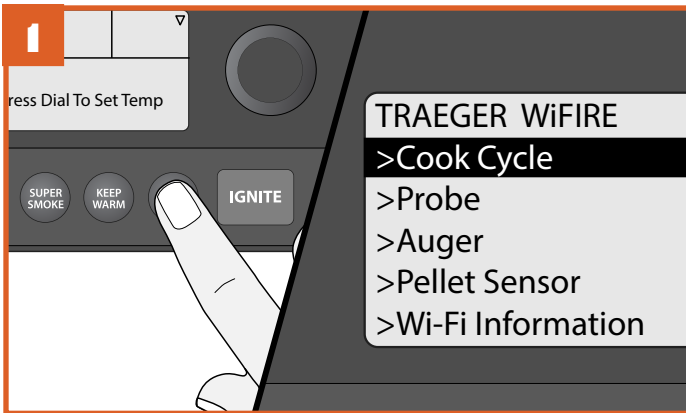 1
ress Dial To Set Temp
SUPER
SMOKE
KEEP
WARM
IGNITE
TRAEGER WiFIRE
>Cook Cycle
>Probe
>Auger
>Pellet Sensor
>Wi-Fi Information